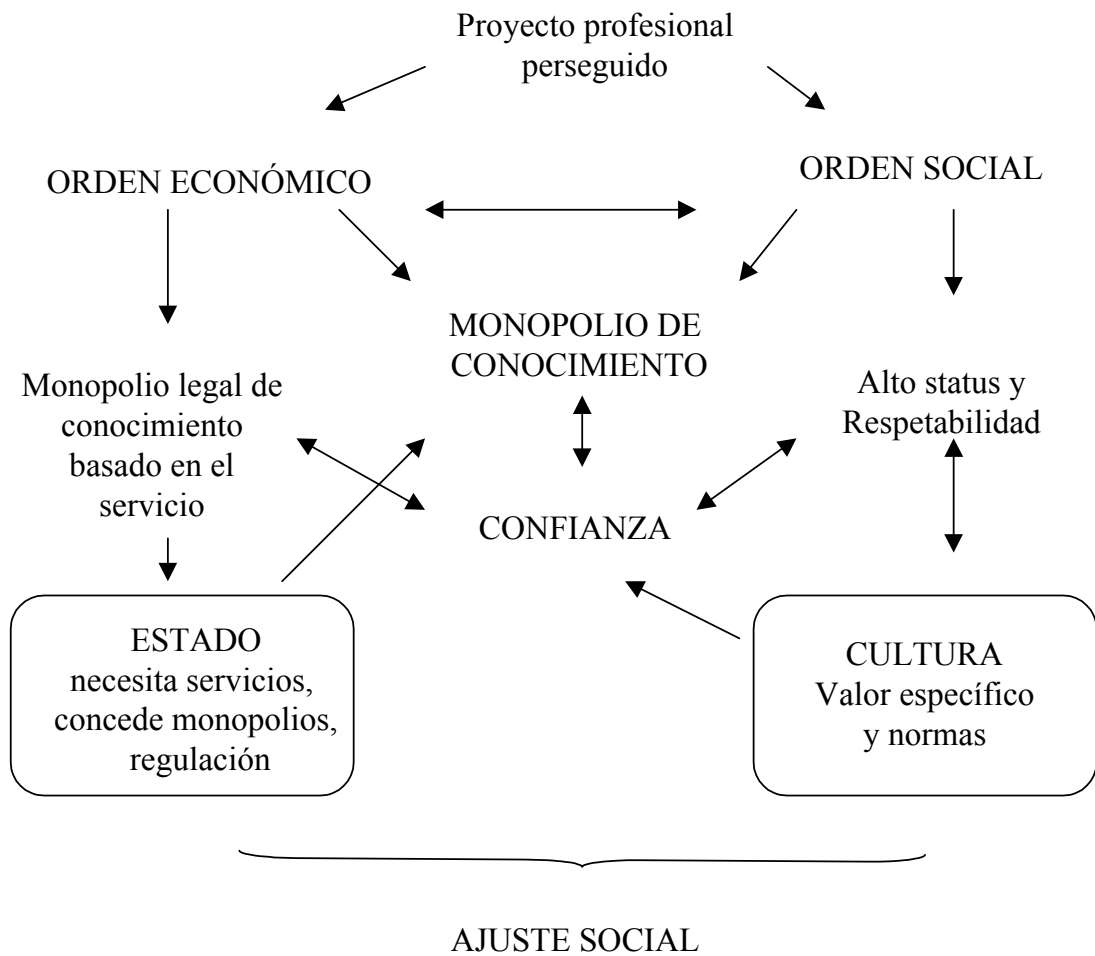 Proyecto profesional
perseguido
ORDEN ECONÓMICO
ORDEN SOCIAL
MONOPOLIO DE
CONOCIMIENTO
Monopolio legal de
conocimiento
basado en el
servicio
Alto status y
Respetabilidad
CONFIANZA
ESTADO
necesita servicios,
concede monopolios,
regulación
CULTURA
Valor específico
y normas
AJUSTE SOCIAL